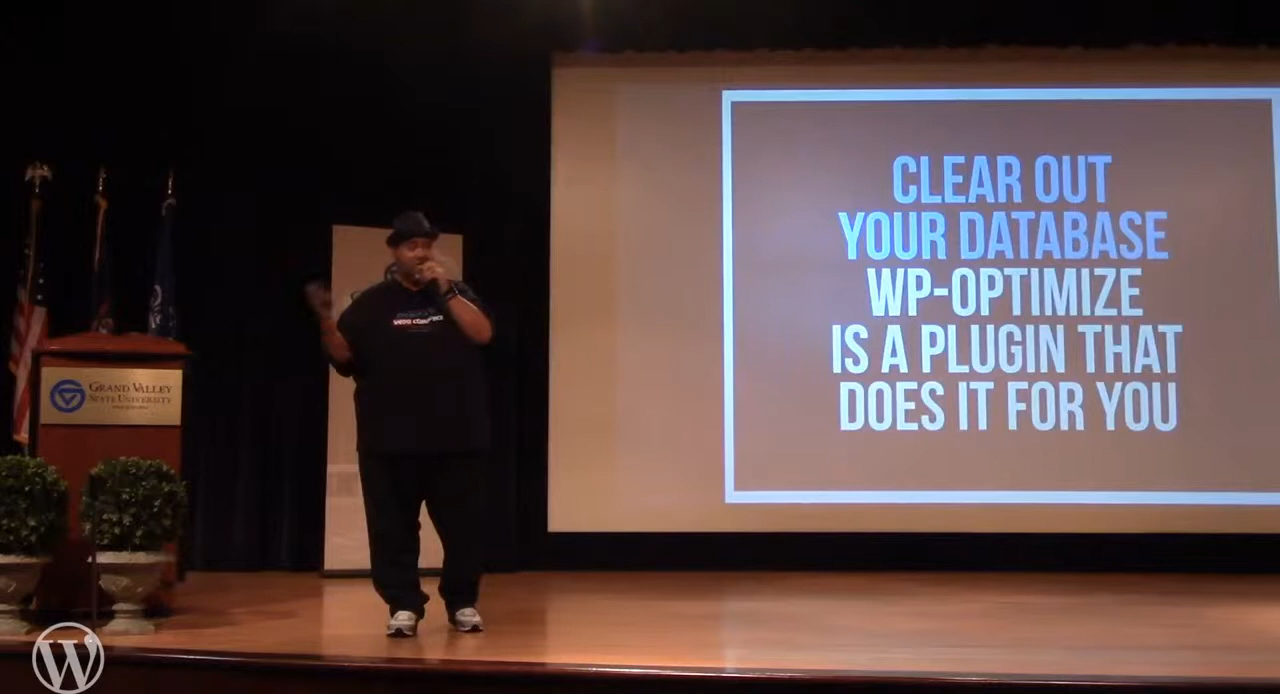 CLEAR OUT
YOUR DATABASE
WP-OPTIMIZE
IS A PLUGIN THAT
DOES IT FOR YOU
GRAND VALLEY
STATE UNIVERSITY